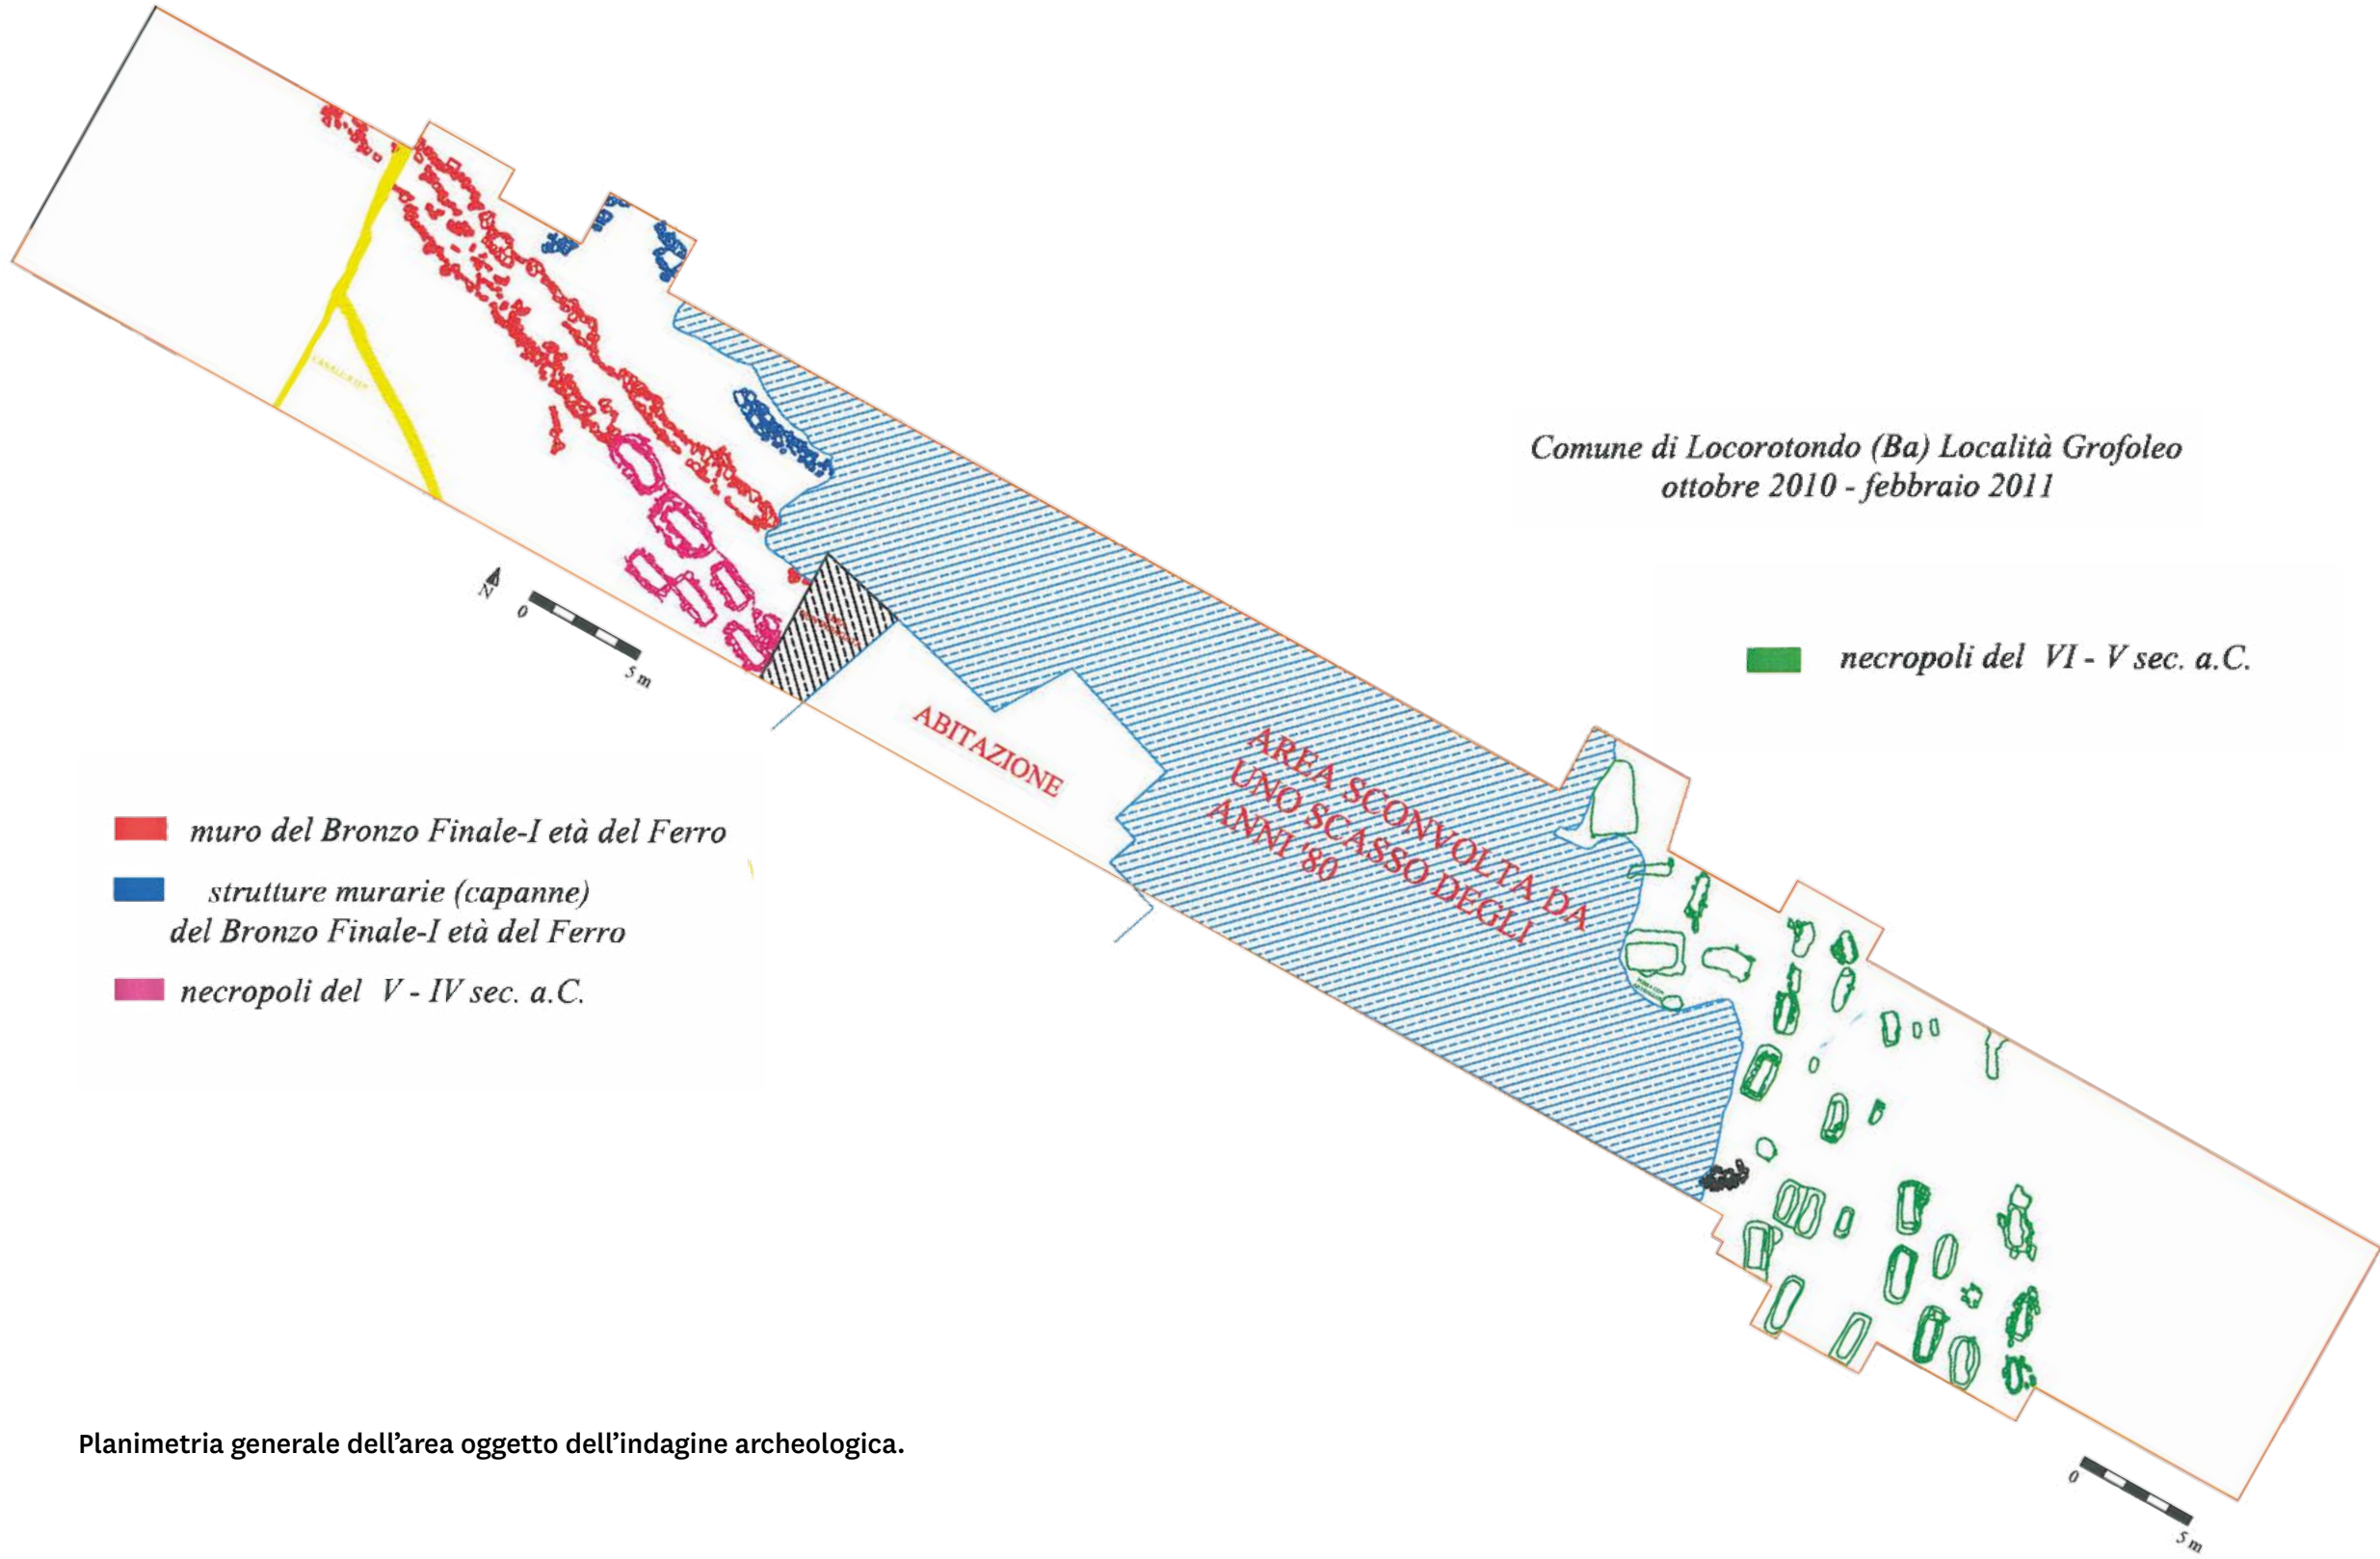 Comune di Locorotondo (Ba) Località Grofoleo
ottobre 2010 - febbraio 2011
necropoli del VI - V sec. a.C.
N
0
5 m
ABITAZIONE
AREA SCONVOLTA DA
UNO SCASSO DEGLI
ANNI '80
muro del Bronzo Finale-I età del Ferro
strutture murarie (capanne)
del Bronzo Finale-I età del Ferro
necropoli del V - IV sec. a.C.
Planimetria generale dell'area oggetto dell'indagine archeologica.
0
5 m